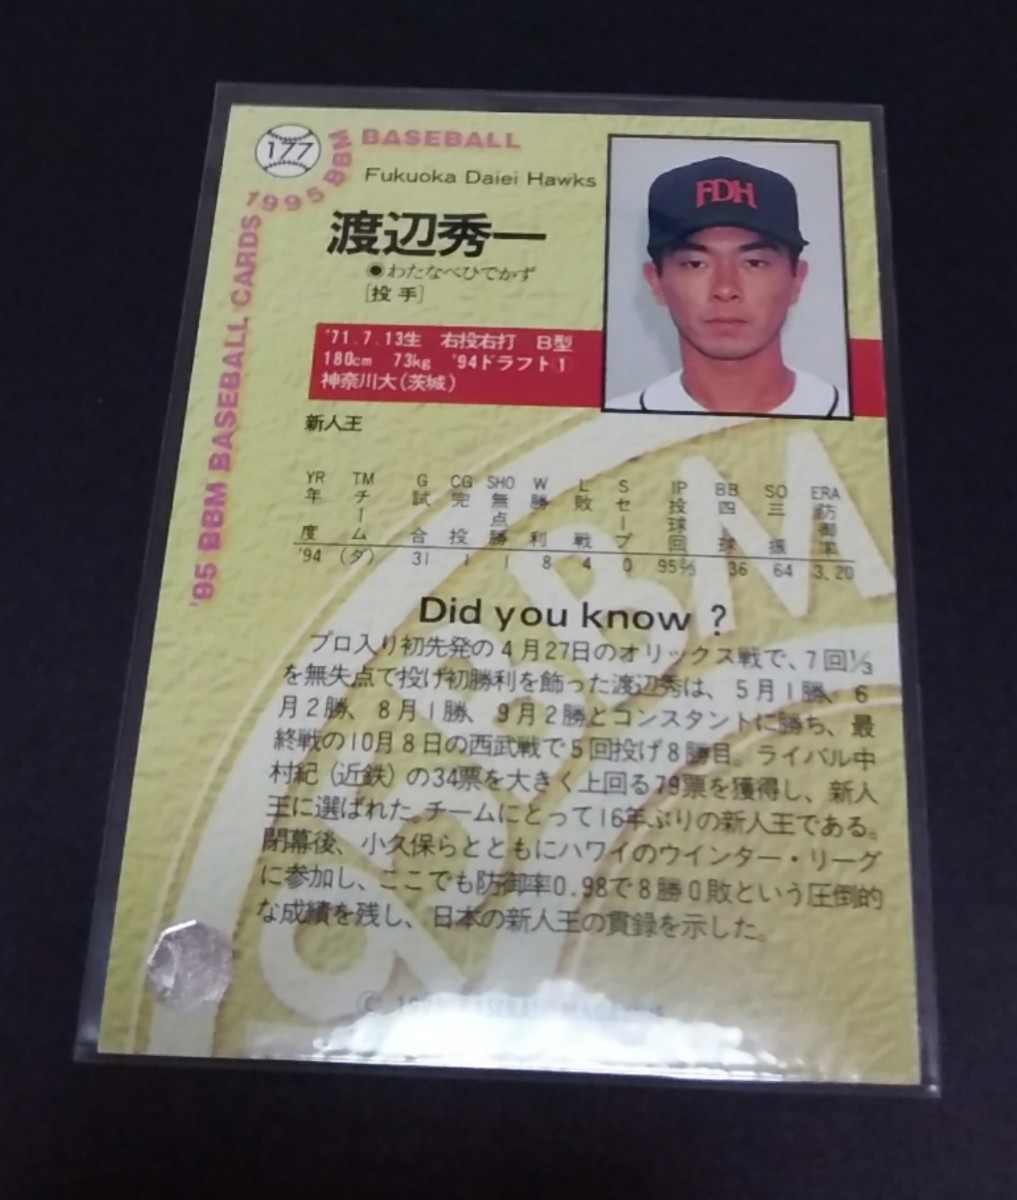 177
1995 BBM BASEBALL
'95 BBM BASEBALL CARDS
Fukuoka Daiei Hawks
FDH
渡辺秀一
●わたなべひでかず
[投手]
'71.7.13生 右投右打 B型
180cm 73kg '94ドラフト①
神奈川大(茨城)
新人王
YR TM G CG SHO W L S IP BB SO ERA
年度 チーム 試合 完投 無点勝 勝利 敗戦 セーブ 投球回 四球 三振 防御率
'94 (ダ) 31 1 1 8 4 0 95⅔ 36 64 3.20
Did you know ?
プロ入り初先発の4月27日のオリックス戦で、7回⅓
を無失点で投げ初勝利を飾った渡辺秀は、5月1勝、6
月2勝、8月1勝、9月2勝とコンスタントに勝ち、最
終戦の10月8日の西武戦で5回投げ8勝目。ライバル中
村紀(近鉄)の34票を大きく上回る79票を獲得し、新人
王に選ばれた。チームにとって16年ぶりの新人王である。
閉幕後、小久保らとともにハワイのウインター・リーグ
に参加し、ここでも防御率0.98で8勝0敗という圧倒的
な成績を残し、日本の新人王の貫録を示した。
BBM